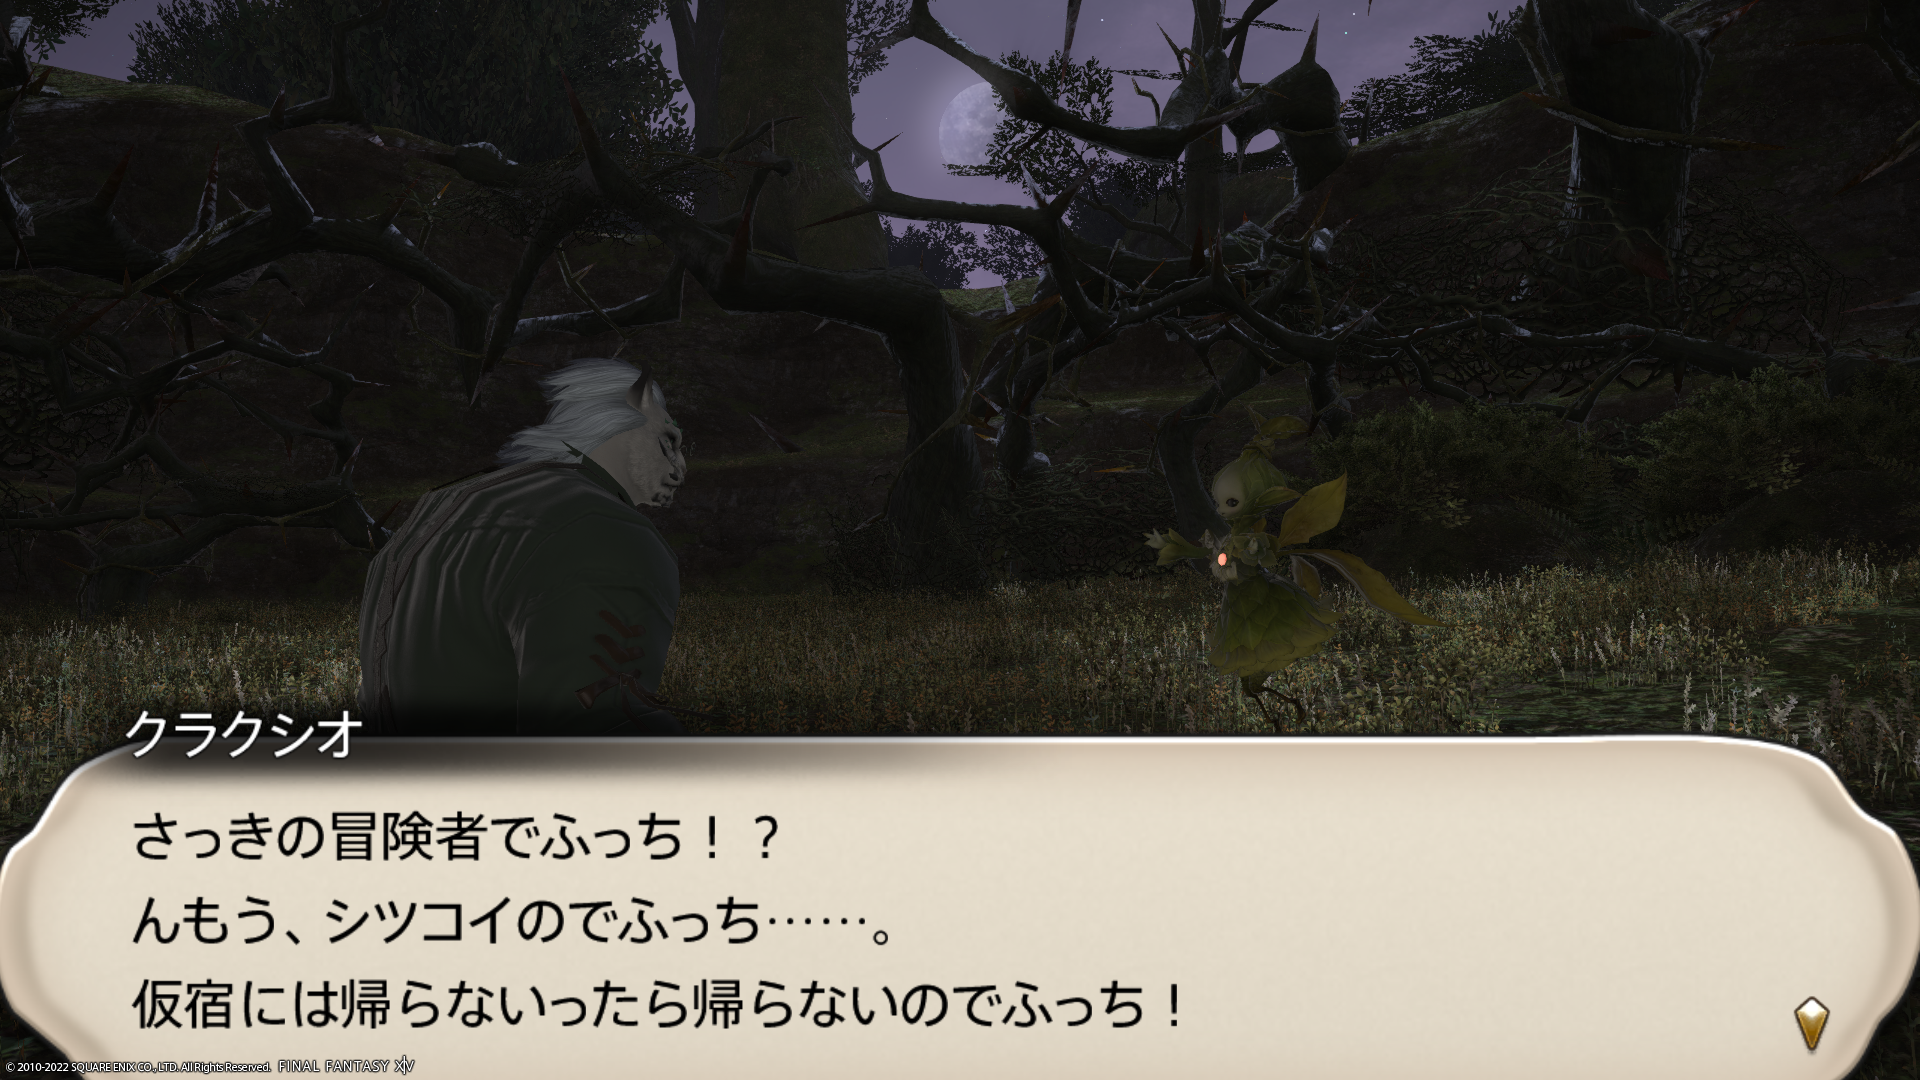 クラクシオ
さっきの冒険者でふっち！？
んもう、シツコイのでふっち……。
仮宿には帰らないったら帰らないのでふっち！
© 2010-2022 SQUARE ENIX CO., LTD. All Rights Reserved. FINAL FANTASY XIV